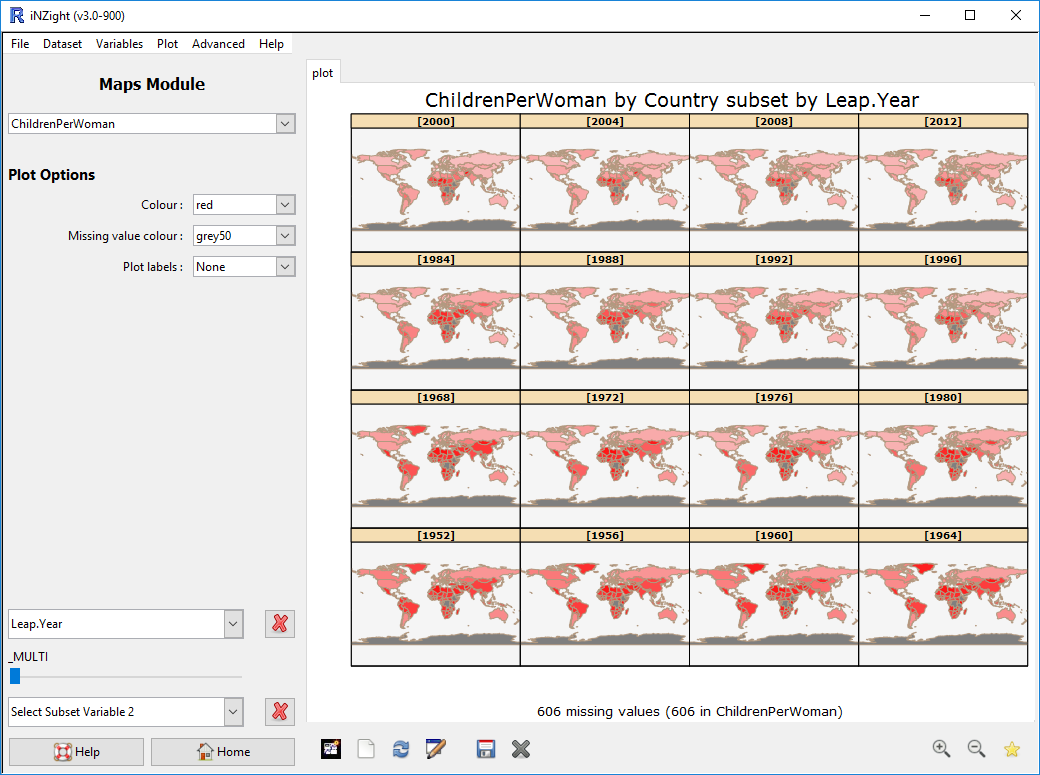 iNZight (v3.0-900)
File Dataset Variables Plot Advanced Help
Maps Module
ChildrenPerWoman
Plot Options
Colour : red
Missing value colour : grey50
Plot labels : None
Leap.Year
_MULTI
Select Subset Variable 2
Help Home
plot
ChildrenPerWoman by Country subset by Leap.Year
[2000] [2004] [2008] [2012]
[1984] [1988] [1992] [1996]
[1968] [1972] [1976] [1980]
[1952] [1956] [1960] [1964]
606 missing values (606 in ChildrenPerWoman)